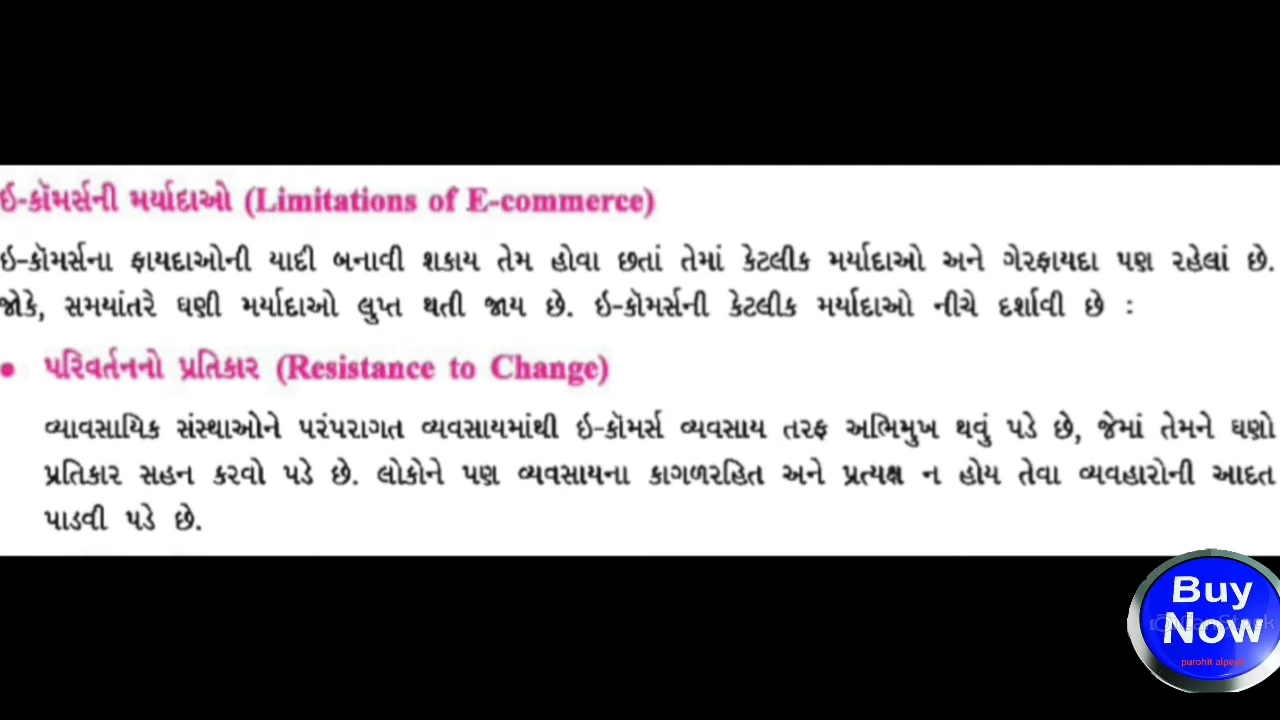 ઇ-કૉમર્સની મર્યાદાઓ (Limitations of E-commerce)
ઇ-કૉમર્સના ફાયદાઓની યાદી બનાવી શકાય તેમ હોવા છતાં તેમાં કેટલીક મર્યાદાઓ અને ગેરફાયદા પણ રહેલાં છે.
જોકે, સમયાંતરે ઘણી મર્યાદાઓ લુપ્ત થતી જાય છે. ઇ-કૉમર્સની કેટલીક મર્યાદાઓ નીચે દર્શાવી છે :
• પરિવર્તનનો પ્રતિકાર (Resistance to Change)
વ્યાવસાયિક સંસ્થાઓને પરંપરાગત વ્યવસાયમાંથી ઇ-કૉમર્સ વ્યવસાય તરફ અભિમુખ થવું પડે છે, જેમાં તેમને ઘણો
પ્રતિકાર સહન કરવો પડે છે. લોકોને પણ વ્યવસાયના કાગળરહિત અને પ્રત્યક્ષ ન હોય તેવા વ્યવહારોની આદત
પાડવી પડે છે.
Buy
CanStock
Now
purohit alpesh